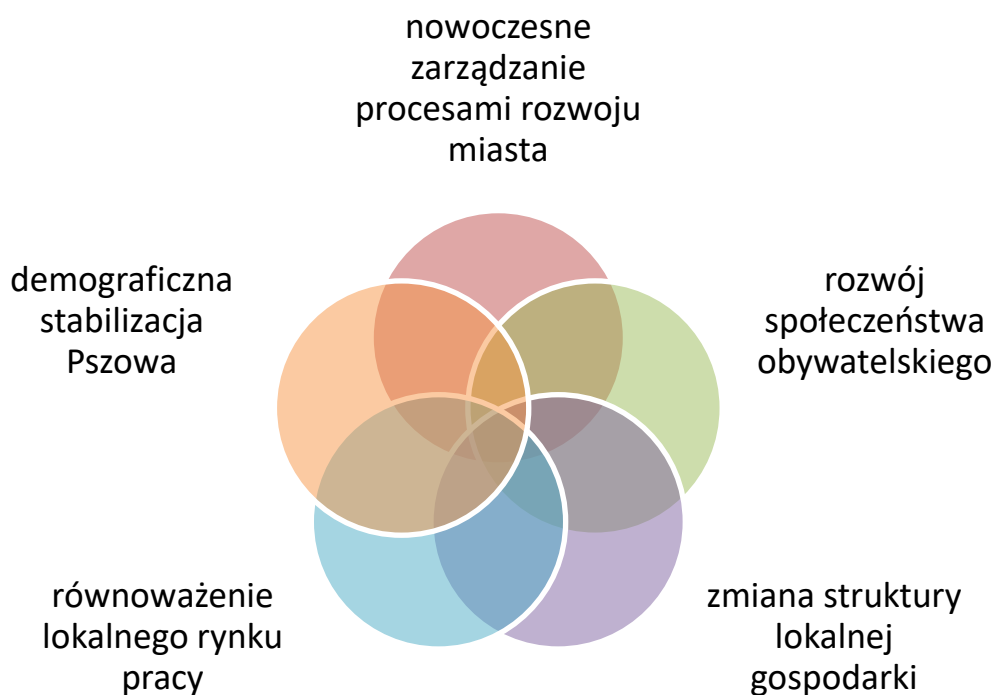 nowoczesne
zarządzanie
procesami rozwoju
miasta
demograficzna
stabilizacja
Pszowa
rozwój
społeczeństwa
obywatelskiego
równoważenie
lokalnego rynku
pracy
zmiana struktury
lokalnej
gospodarki